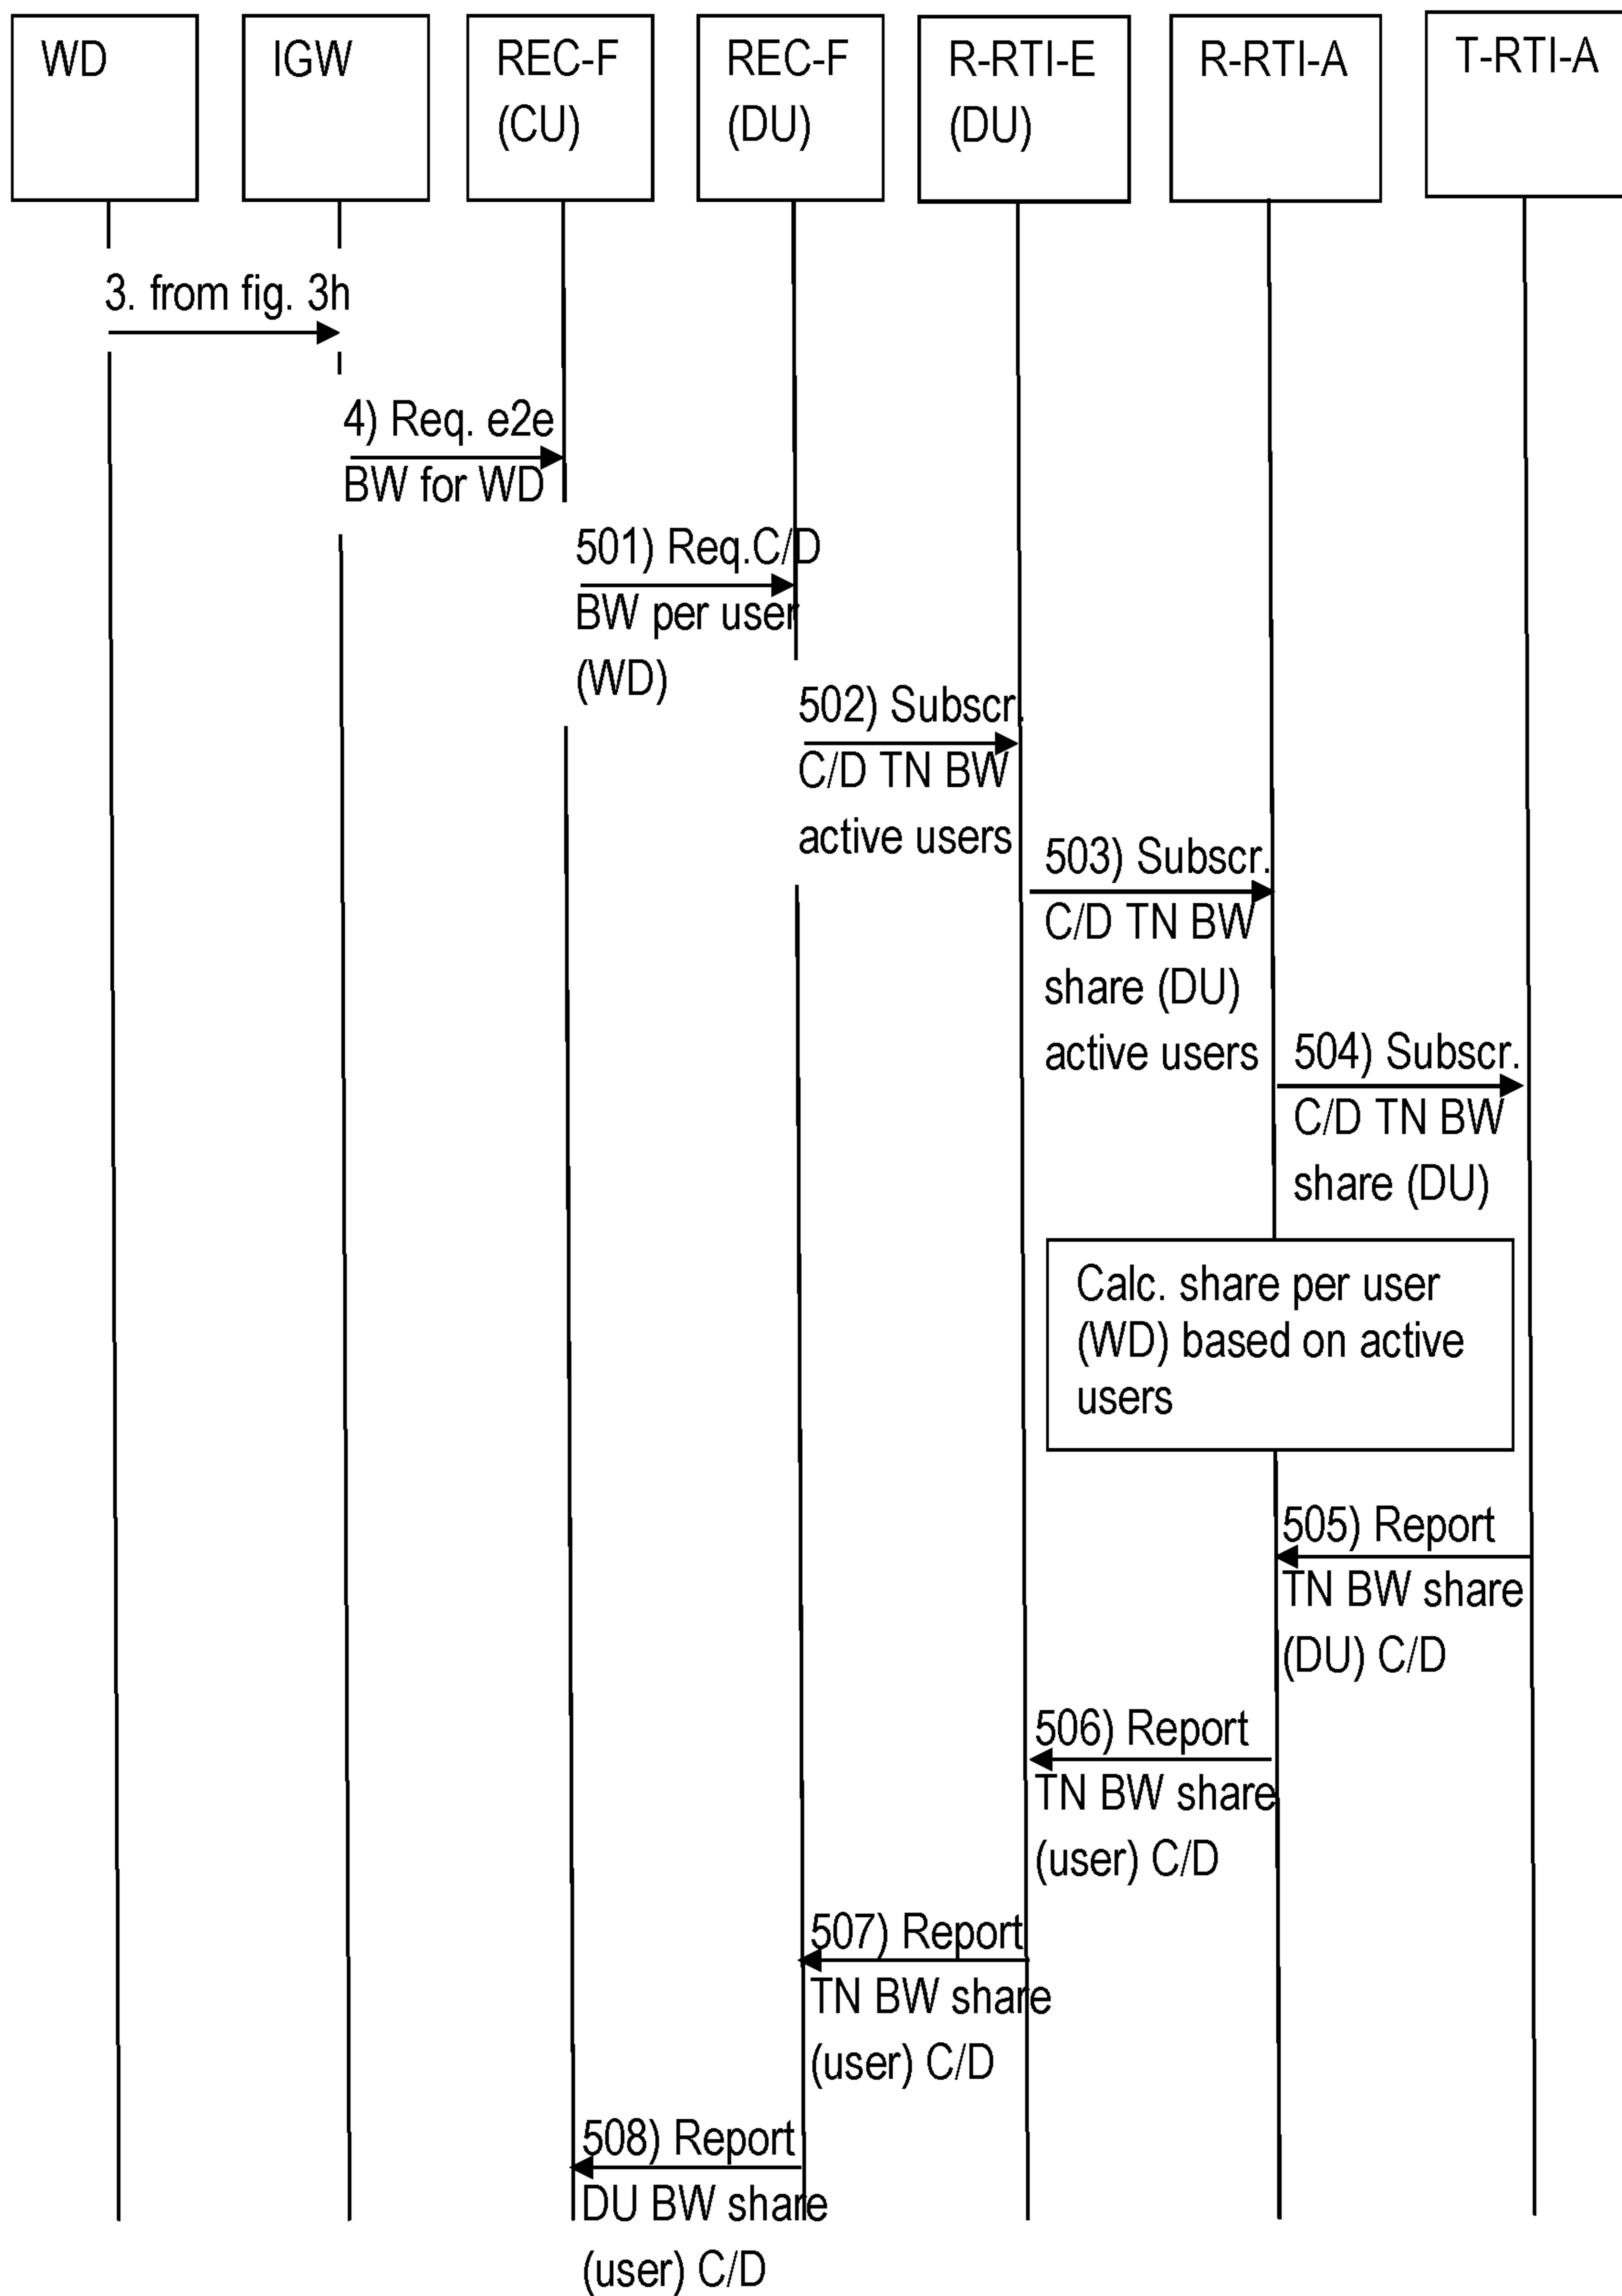 WD
IGW
REC-F
(CU)
REC-F
(DU)
R-RTI-E
(DU)
R-RTI-A
T-RTI-A
3. from fig. 3h
4) Req. e2e
BW for WD
501) Req.C/D
BW per user
(WD)
502) Subscr.
C/D TN BW
active users
503) Subscr.
C/D TN BW
share (DU)
active users
504) Subscr.
C/D TN BW
share (DU)
Calc. share per user
(WD) based on active
users
505) Report
TN BW share
(DU) C/D
506) Report
TN BW share
(user) C/D
507) Report
TN BW share
(user) C/D
508) Report
DU BW share
(user) C/D